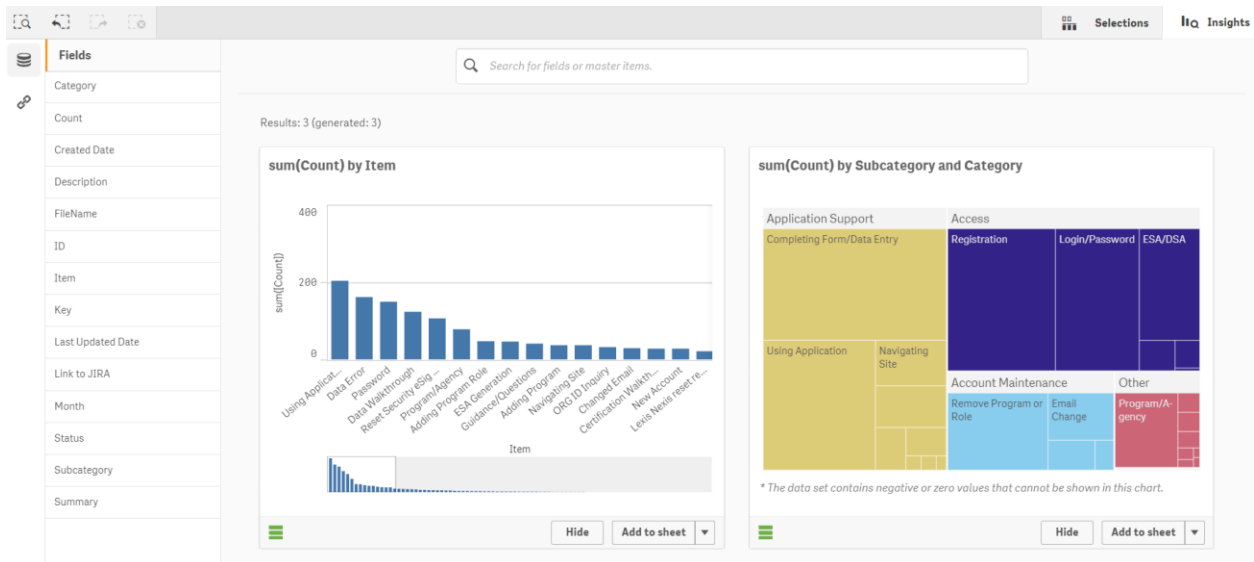 Selections
Insights
Fields
Category
Count
Created Date
Description
FileName
ID
Item
Key
Last Updated Date
Link to JIRA
Month
Status
Subcategory
Summary
Search for fields or master items.
Results: 3 (generated: 3)
sum(Count) by Item
400
200
0
sum([Count])
Using Applicat...
Data Error
Password
Data Walkthrough
Reset Security eSig ...
Program/Agency
Adding Program Role
ESA Generation
Guidance/Questions
Adding Program
Navigating Site
ORG ID Inquiry
Changed Email
Certification Walkth...
New Account
Lexis Nexis reset re...
Item
Hide
Add to sheet
sum(Count) by Subcategory and Category
Application Support
Access
Completing Form/Data Entry
Registration
Login/Password
ESA/DSA
Using Application
Navigating
Site
Account Maintenance
Other
Remove Program or
Role
Email
Change
Program/A-
gency
* The data set contains negative or zero values that cannot be shown in this chart.
Hide
Add to sheet